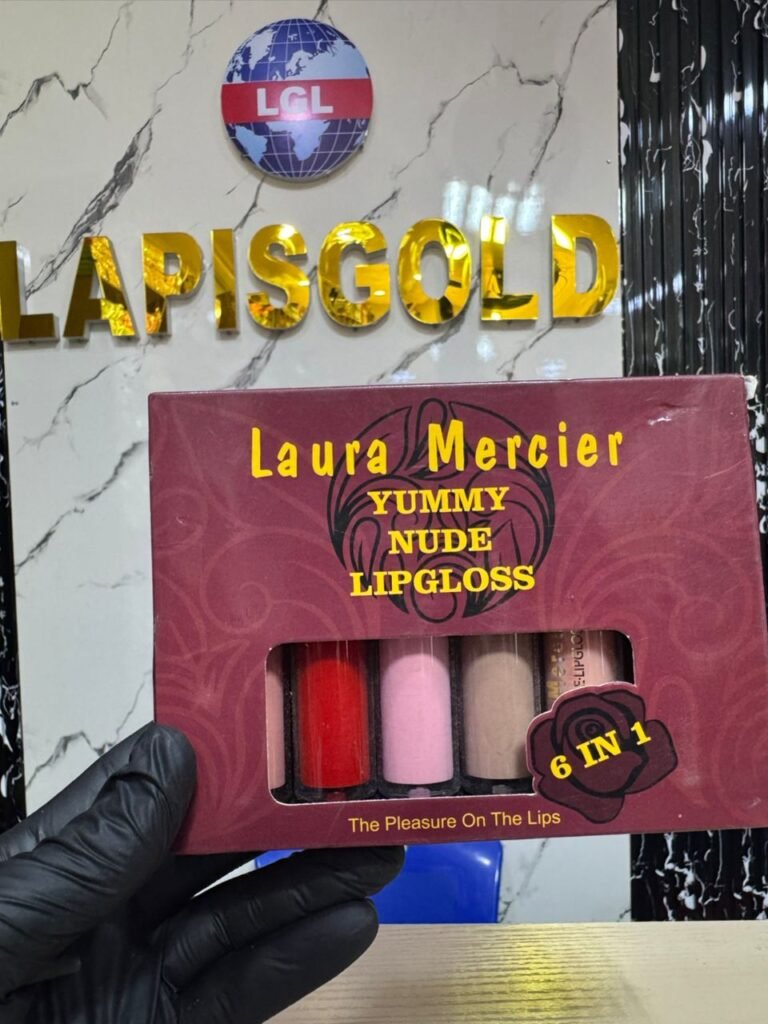 LGL
LAPISGOLD
Laura Mercier
YUMMY
NUDE
LIPGLOSS
6 IN 1
The Pleasure On The Lips